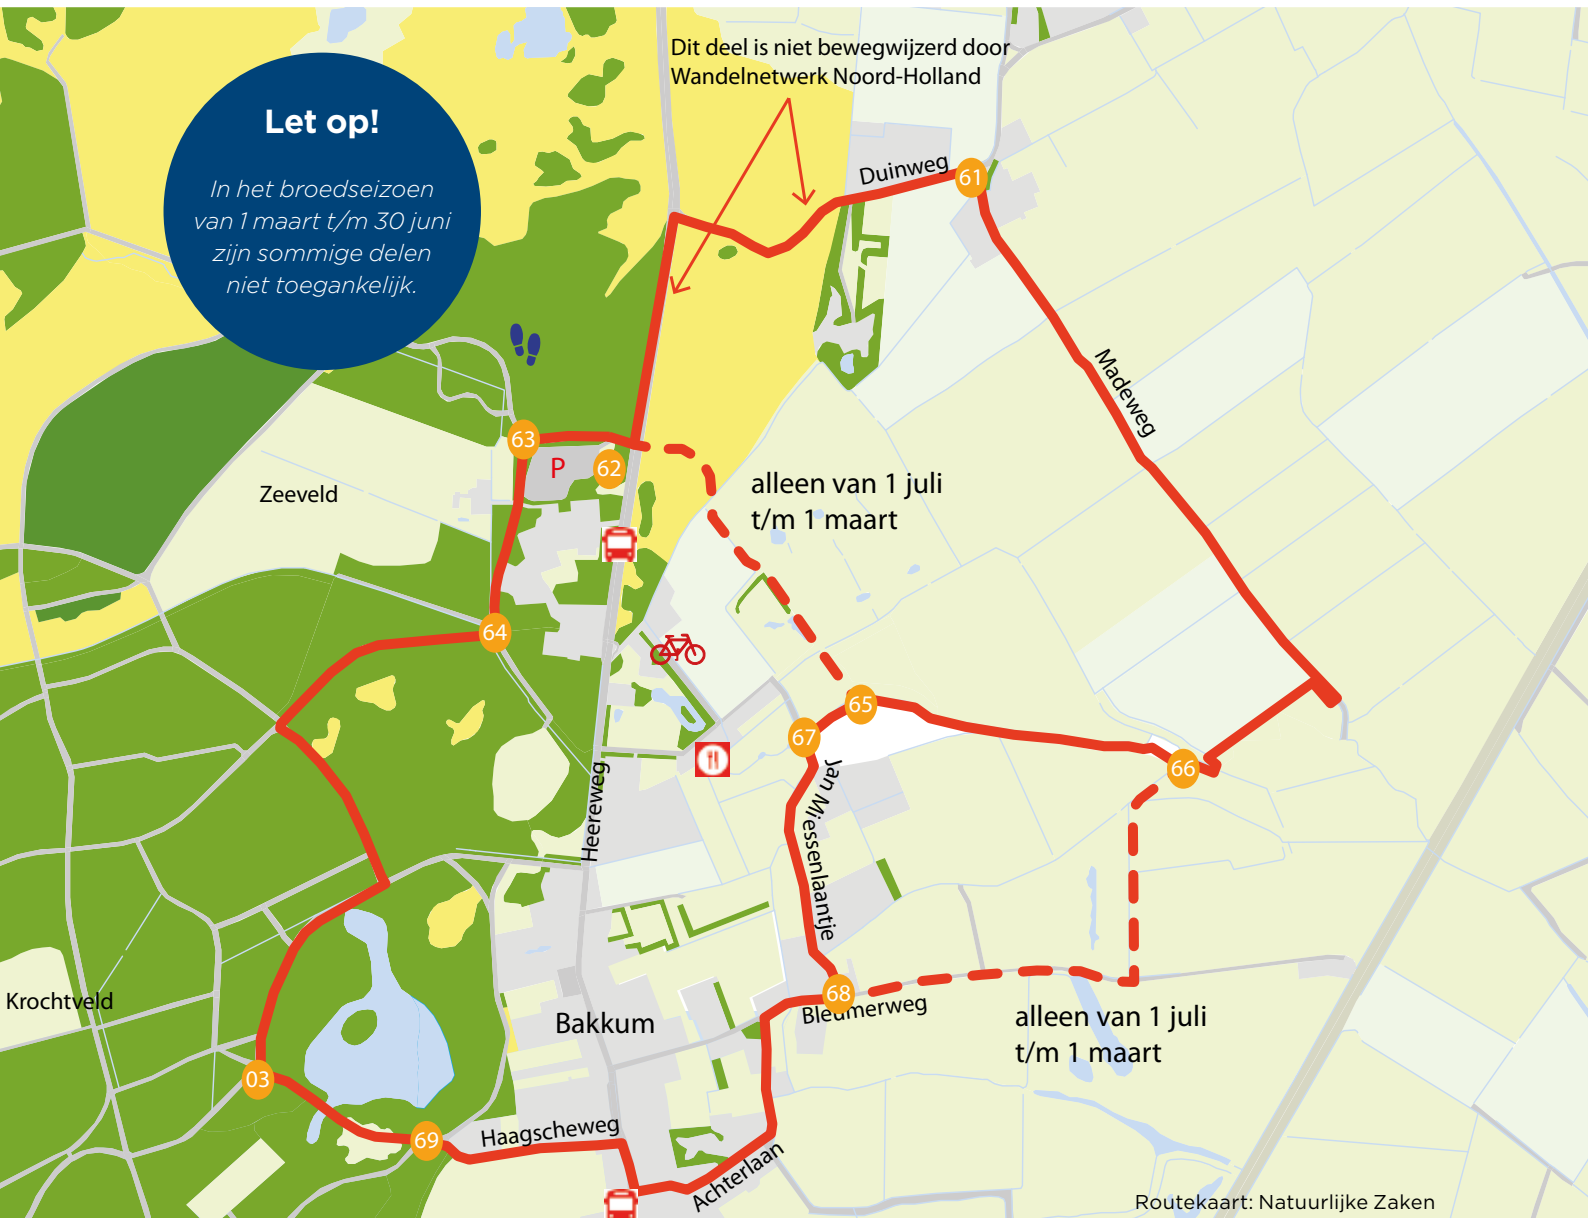 Dit deel is niet bewegwijzerd door
Wandelnetwerk Noord-Holland
Let op!
In het broedseizoen
van 1 maart t/m 30 juni
zijn sommige delen
niet toegankelijk.
Duinweg
61
Madeweg
63
P
62
Zeeveld
alleen van 1 juli
t/m 1 maart
64
65
67
66
Heereweg
Jan Miessenlaantje
68
Bleumerweg
Krochtveld
Bakkum
alleen van 1 juli
t/m 1 maart
03
69
Haagscheweg
Achterlaan
Routekaart: Natuurlijke Zaken